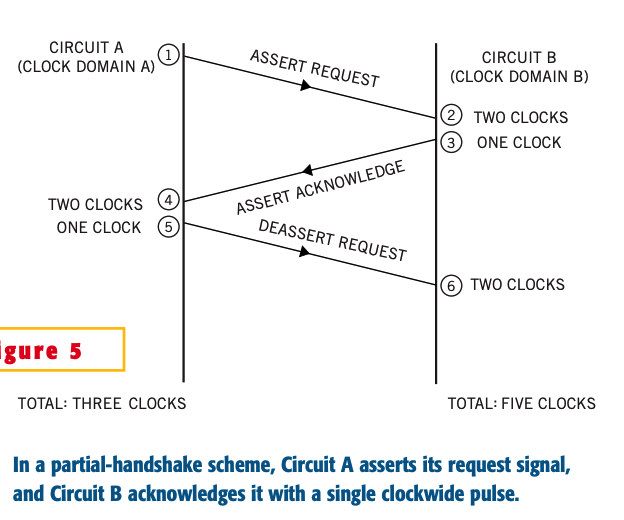 CIRCUIT A
(CLOCK DOMAIN A)
1
ASSERT REQUEST
CIRCUIT B
(CLOCK DOMAIN B)
2 TWO CLOCKS
3 ONE CLOCK
ASSERT ACKNOWLEDGE
TWO CLOCKS 4
ONE CLOCK 5
DEASSERT REQUEST
6 TWO CLOCKS
igure 5
TOTAL: THREE CLOCKS
TOTAL: FIVE CLOCKS
In a partial-handshake scheme, Circuit A asserts its request signal,
and Circuit B acknowledges it with a single clockwide pulse.